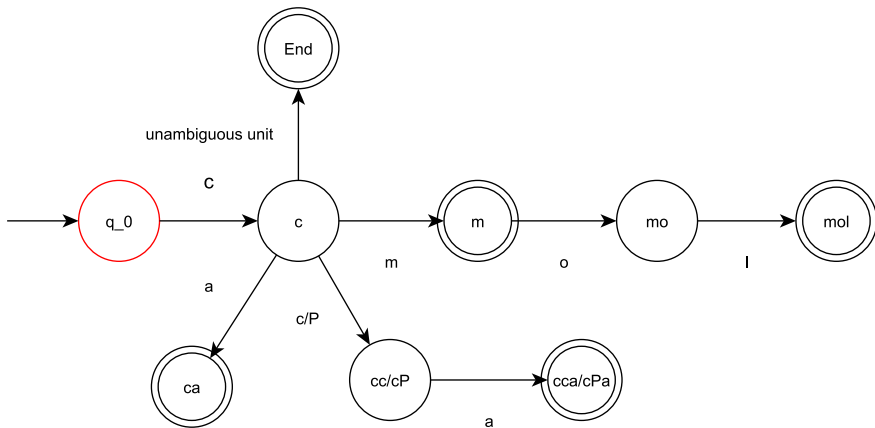 End
unambiguous unit
C
q_0
c
m
mo
mol
a
m
o
l
c/P
ca
cc/cP
cca/cPa
a